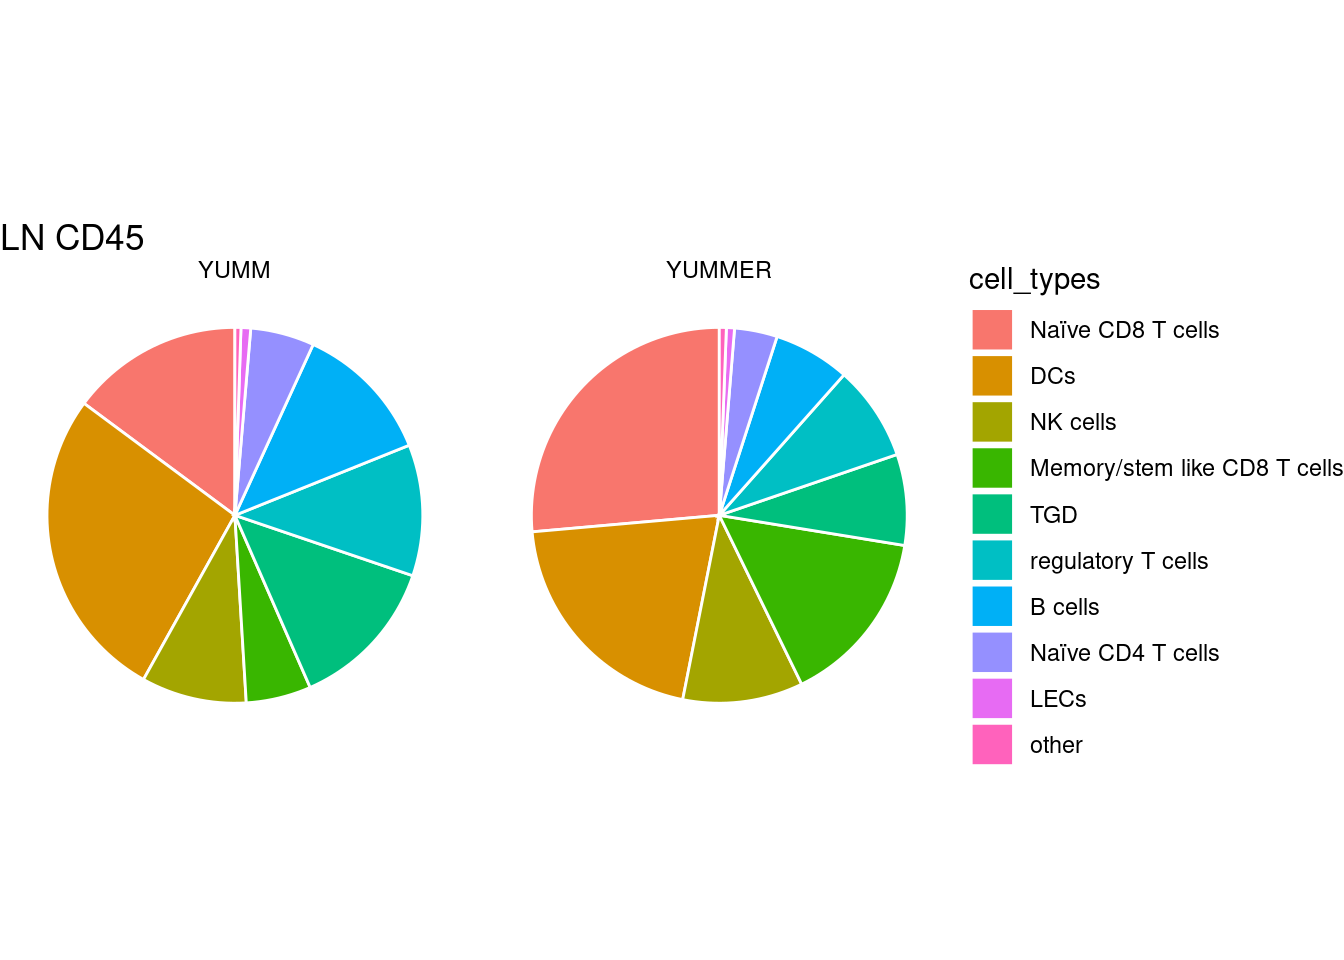 LN CD45
YUMM
YUMMER
cell_types
Naïve CD8 T cells
DCs
NK cells
Memory/stem like CD8 T cells
TGD
regulatory T cells
B cells
Naïve CD4 T cells
LECs
other